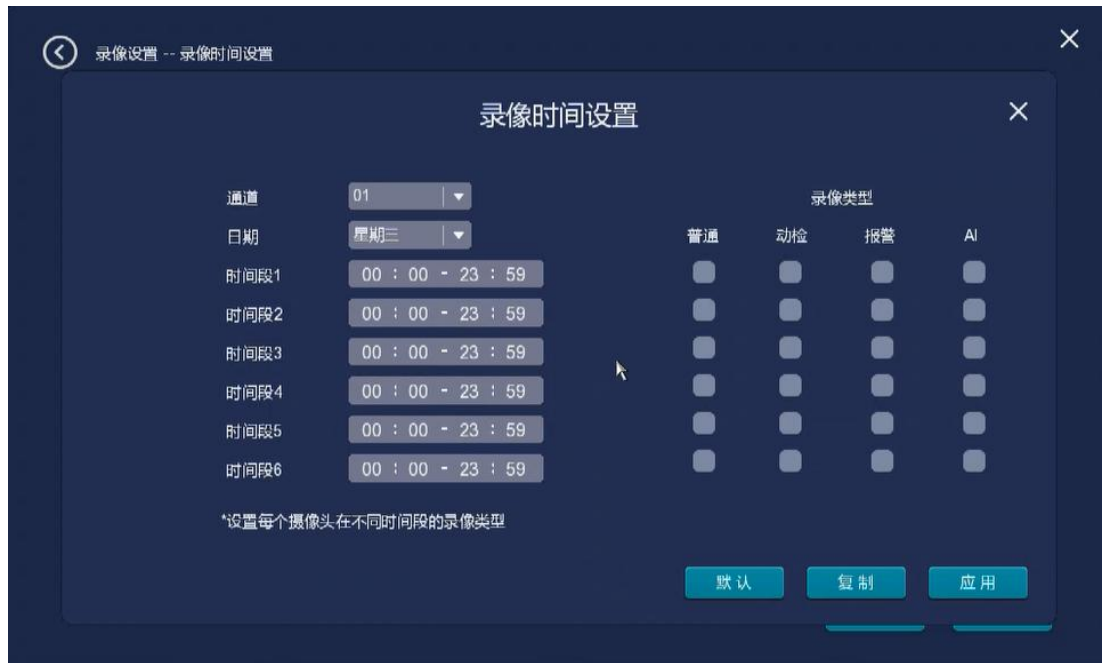 录像设置 -- 录像时间设置
录像时间设置
通道 01 录像类型
日期 星期三 普通 动检 报警 AI
时间段1 00 : 00 - 23 : 59
时间段2 00 : 00 - 23 : 59
时间段3 00 : 00 - 23 : 59
时间段4 00 : 00 - 23 : 59
时间段5 00 : 00 - 23 : 59
时间段6 00 : 00 - 23 : 59
*设置每个摄像头在不同时间段的录像类型
默认 复制 应用